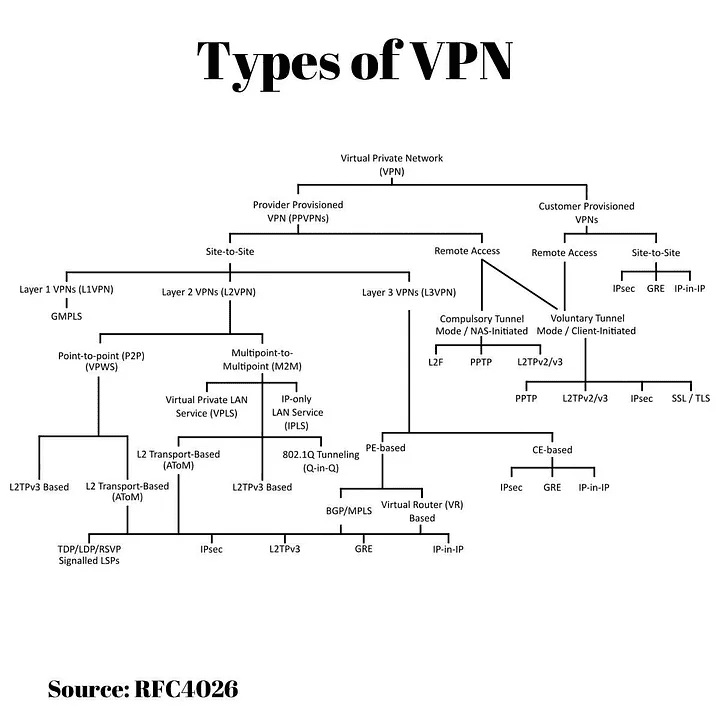 Types of VPN
Virtual Private Network
(VPN)
Provider Provisioned
VPN (PPVPNs)
Customer Provisioned
VPNs
Site-to-Site
Remote Access
Remote Access
Site-to-Site
Layer 1 VPNs (L1VPN)
Layer 2 VPNs (L2VPN)
Layer 3 VPNs (L3VPN)
IPsec
GRE
IP-in-IP
GMPLS
Compulsory Tunnel
Mode / NAS-Initiated
Voluntary Tunnel
Mode / Client-Initiated
Point-to-point (P2P)
(VPWS)
Multipoint-to-
Multipoint (M2M)
L2F
PPTP
L2TPv2/v3
Virtual Private LAN
Service (VPLS)
IP-only
LAN Service
(IPLS)
PPTP
L2TPv2/v3
IPsec
SSL / TLS
L2 Transport-Based
(AToM)
802.1Q Tunneling
(Q-in-Q)
PE-based
CE-based
L2TPv3 Based
L2 Transport-Based
(AToM)
L2TPv3 Based
IPsec
GRE
IP-in-IP
BGP/MPLS
Virtual Router (VR)
Based
TDP/LDP/RSVP
Signalled LSPs
IPsec
L2TPv3
GRE
IP-in-IP
Source: RFC4026